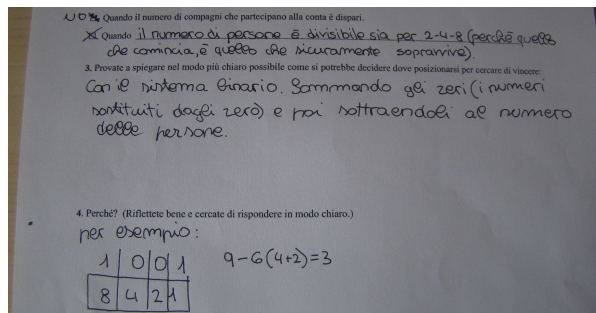 NO Quando il numero di compagni che partecipano alla conta è dispari.
Quando il numero di persone è divisibile sia per 2-4-8 (perché quello
che comincia, è quello che sicuramente sopravvive).
3. Provate a spiegare nel modo più chiaro possibile come si potrebbe decidere dove posizionarsi per cercare di vincere:
Con il sistema binario. Sommando gli zeri (i numeri
sostituiti dagli zero) e poi sottraendoli al numero
delle persone.
4. Perché? (Riflettete bene e cercate di rispondere in modo chiaro.)
per esempio:
1 0 0 1 9-6(4+2)=3
8 4 2 1